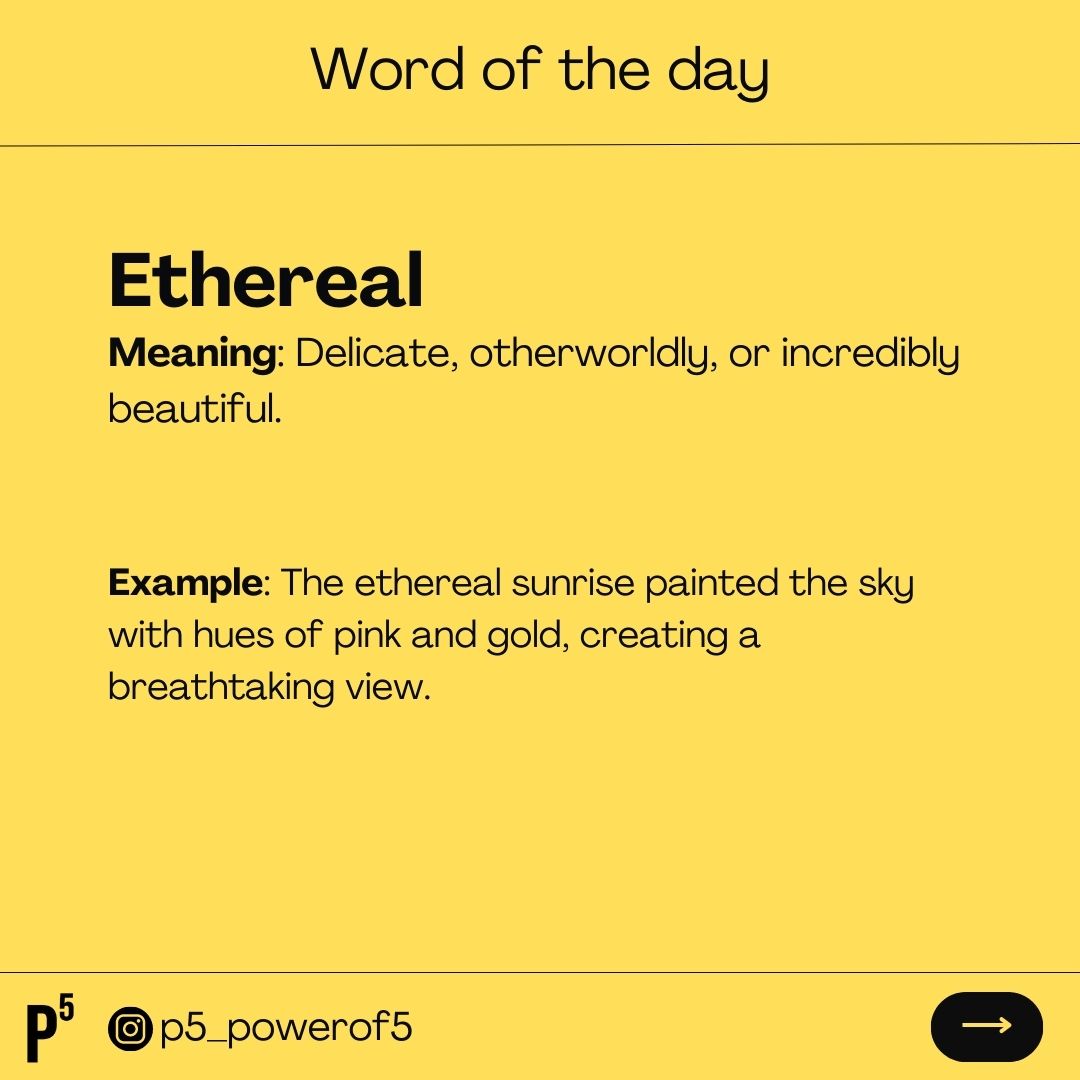 Word of the day
Ethereal
Meaning: Delicate, otherworldly, or incredibly
beautiful.
Example: The ethereal sunrise painted the sky
with hues of pink and gold, creating a
breathtaking view.
P⁵ p5_powerof5